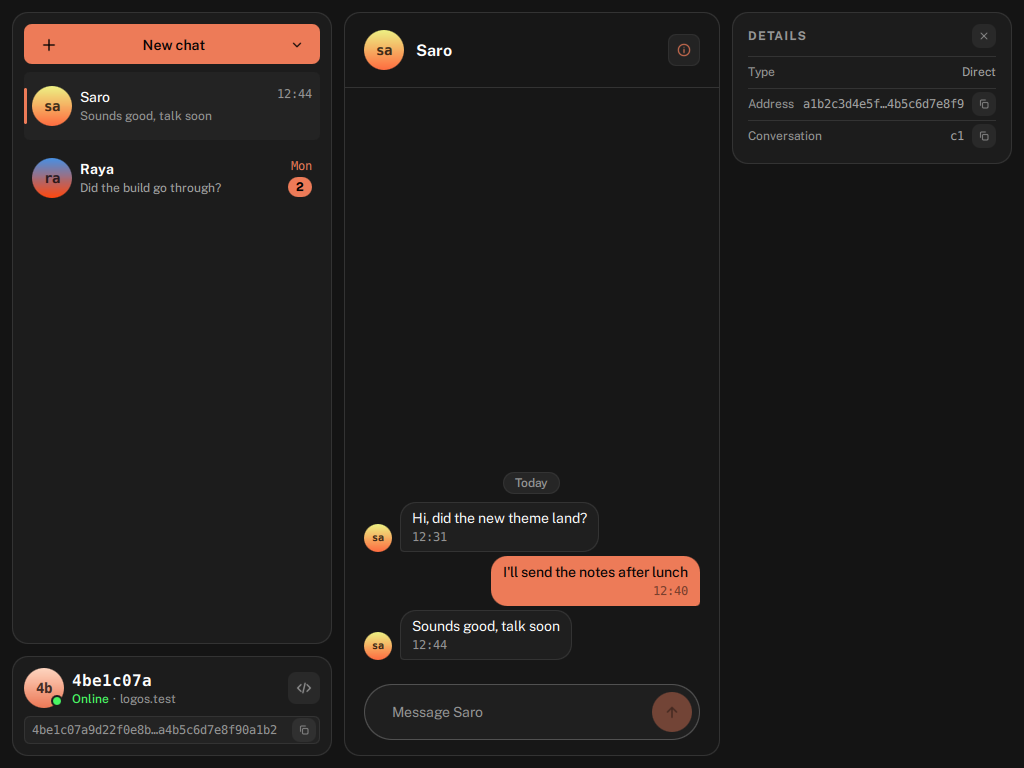 New chat
sa
Saro
12:44
Sounds good, talk soon
ra
Raya
Mon
Did the build go through?
2
4b
4be1c07a
Online · logos.test
4be1c07a9d22f0e8b…a4b5c6d7e8f90a1b2
sa
Saro
Today
Hi, did the new theme land?
sa
12:31
I'll send the notes after lunch
12:40
Sounds good, talk soon
sa
12:44
Message Saro
DETAILS
Type Direct
Address a1b2c3d4e5f…4b5c6d7e8f9
Conversation c1